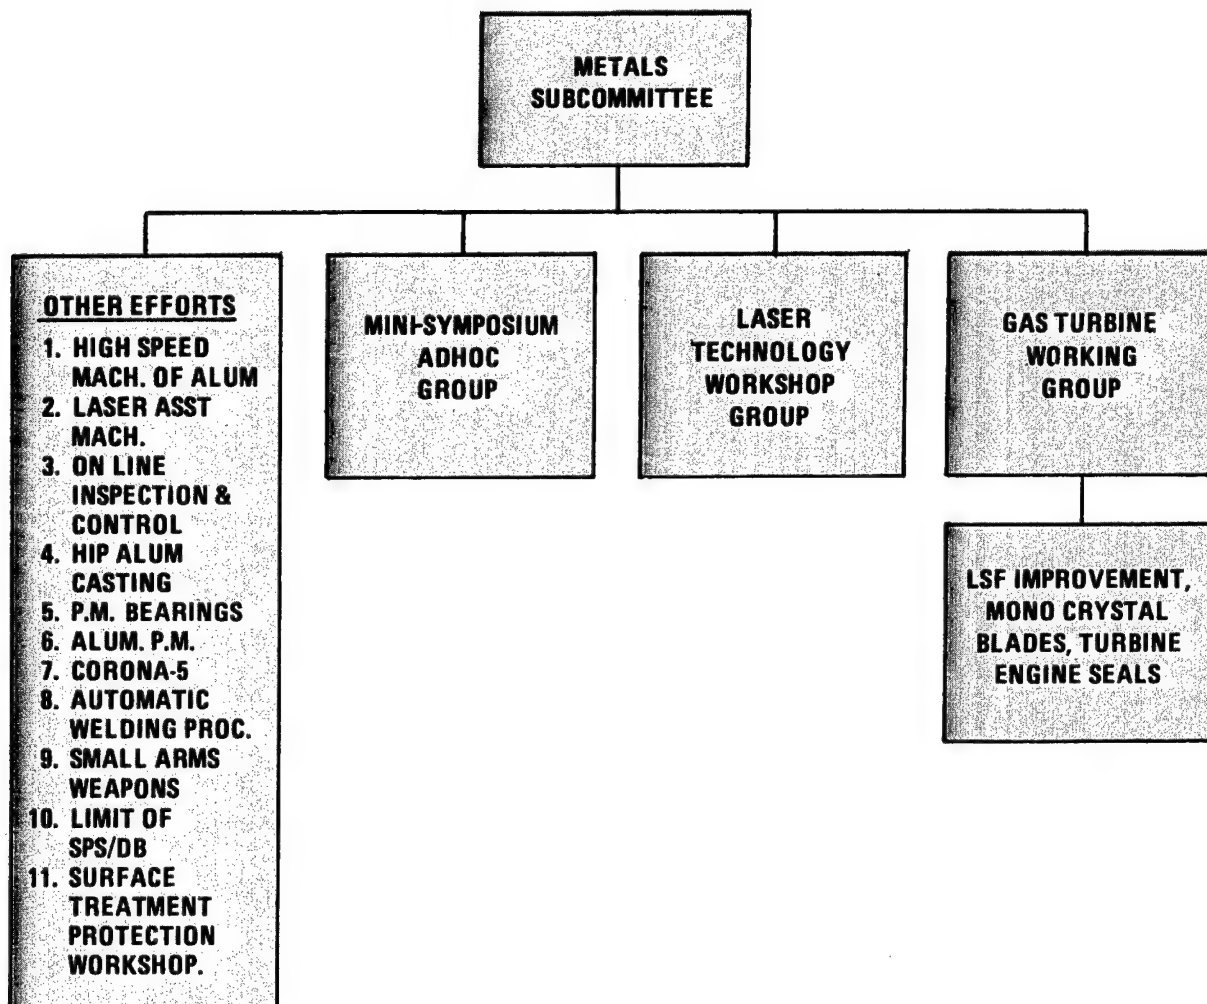 METALS
SUBCOMMITTEE
OTHER EFFORTS
1. HIGH SPEED
MACH. OF ALUM
2. LASER ASST
MACH.
3. ON LINE
INSPECTION &
CONTROL
4. HIP ALUM
CASTING
5. P.M. BEARINGS
6. ALUM. P.M.
7. CORONA-5
8. AUTOMATIC
WELDING PROC.
9. SMALL ARMS
WEAPONS
10. LIMIT OF
SPS/DB
11. SURFACE
TREATMENT
PROTECTION
WORKSHOP.
MINI-SYMPOSIUM
ADHOC
GROUP
LASER
TECHNOLOGY
WORKSHOP
GROUP
GAS TURBINE
WORKING
GROUP
LSF IMPROVEMENT,
MONO CRYSTAL
BLADES, TURBINE
ENGINE SEALS